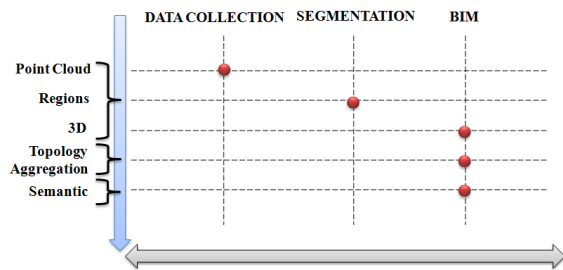 DATA COLLECTION SEGMENTATION BIM
Point Cloud
Regions
3D
Topology
Aggregation
Semantic